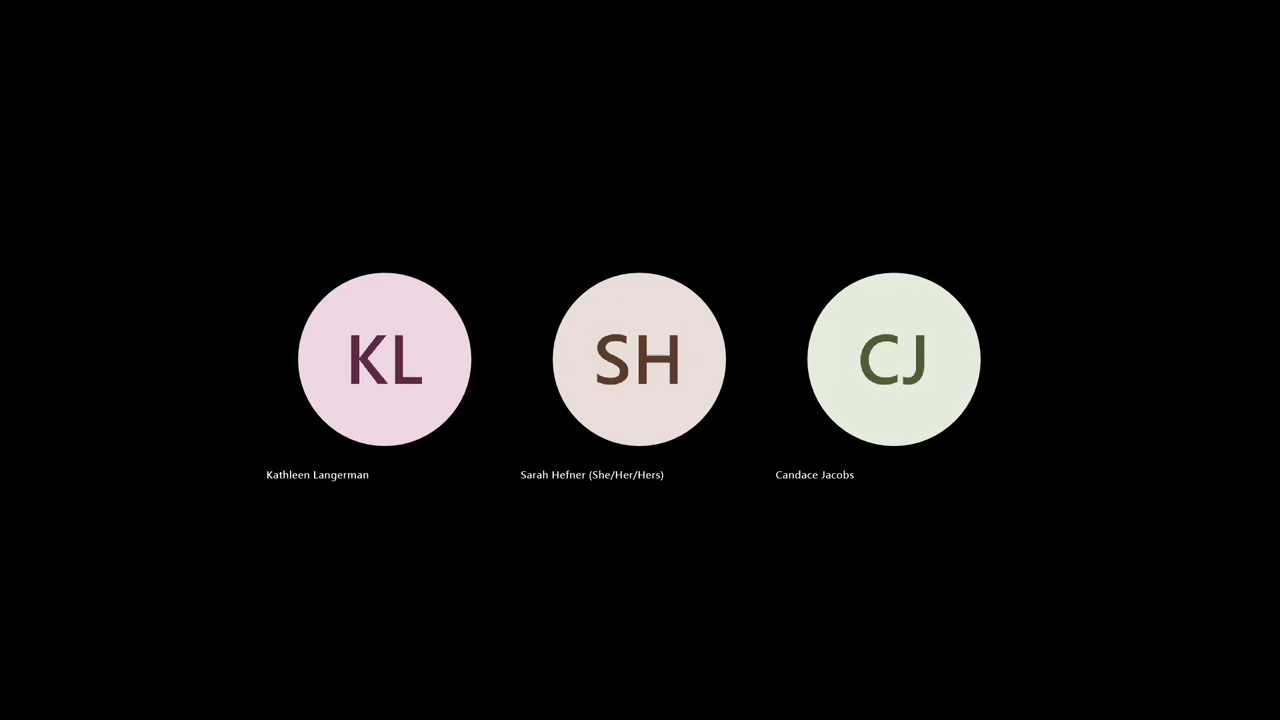 KL
SH
CJ
Kathleen Langerman
Sarah Hefner (She/Her/Hers)
Candace Jacobs